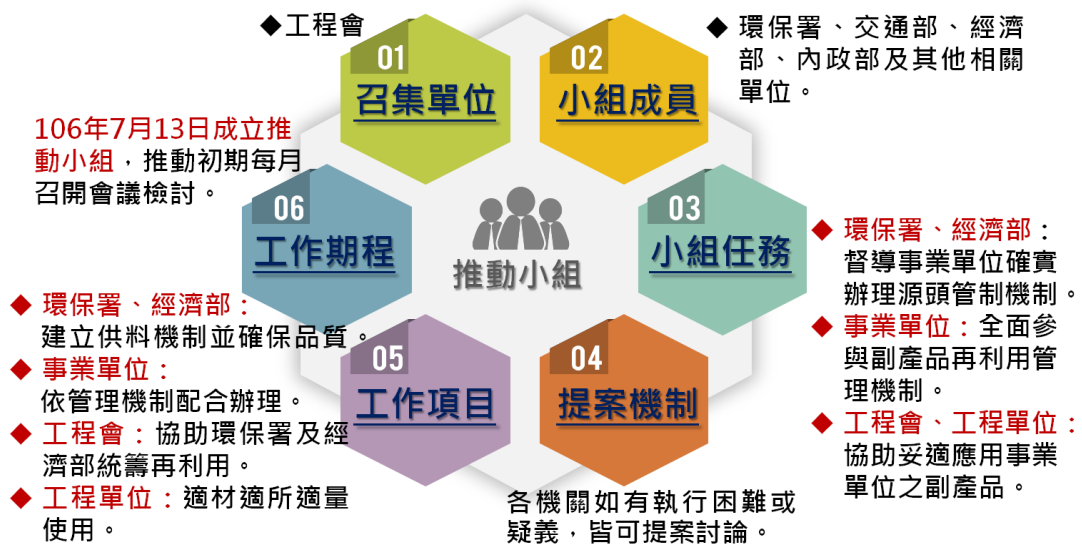 ◆工程會
01
召集單位
02
小組成員
◆ 環保署、交通部、經濟
部、內政部及其他相關
單位。
03
小組任務
◆ 環保署、經濟部：
督導事業單位確實
辦理源頭管制機制。
◆ 事業單位：全面參
與副產品再利用管
理機制。
◆ 工程會、工程單位：
協助妥適應用事業
單位之副產品。
04
提案機制
各機關如有執行困難或
疑義，皆可提案討論。
05
工作項目
◆ 環保署、經濟部：
建立供料機制並確保品質。
◆ 事業單位：
依管理機制配合辦理。
◆ 工程會：協助環保署及經
濟部統籌再利用。
◆ 工程單位：適材適所適量
使用。
06
工作期程
106年7月13日成立推
動小組，推動初期每月
召開會議檢討。
推動小組